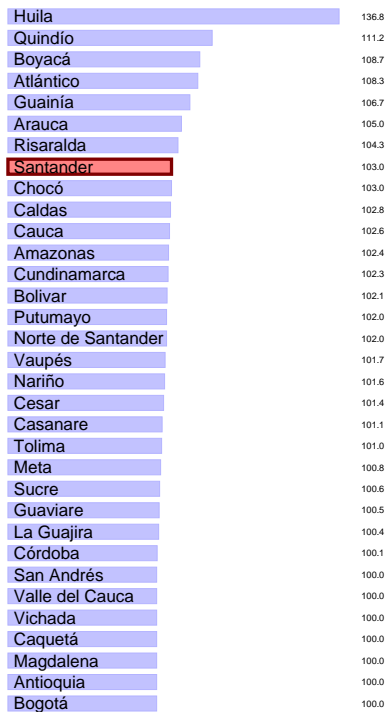 Huila 136.8
Quindío 111.2
Boyacá 108.7
Atlántico 108.3
Guainía 106.7
Arauca 105.0
Risaralda 104.3
Santander 103.0
Chocó 103.0
Caldas 102.8
Cauca 102.6
Amazonas 102.4
Cundinamarca 102.3
Bolivar 102.1
Putumayo 102.0
Norte de Santander 102.0
Vaupés 101.7
Nariño 101.6
Cesar 101.4
Casanare 101.1
Tolima 101.0
Meta 100.8
Sucre 100.6
Guaviare 100.5
La Guajira 100.4
Córdoba 100.1
San Andrés 100.0
Valle del Cauca 100.0
Vichada 100.0
Caquetá 100.0
Magdalena 100.0
Antioquia 100.0
Bogotá 100.0